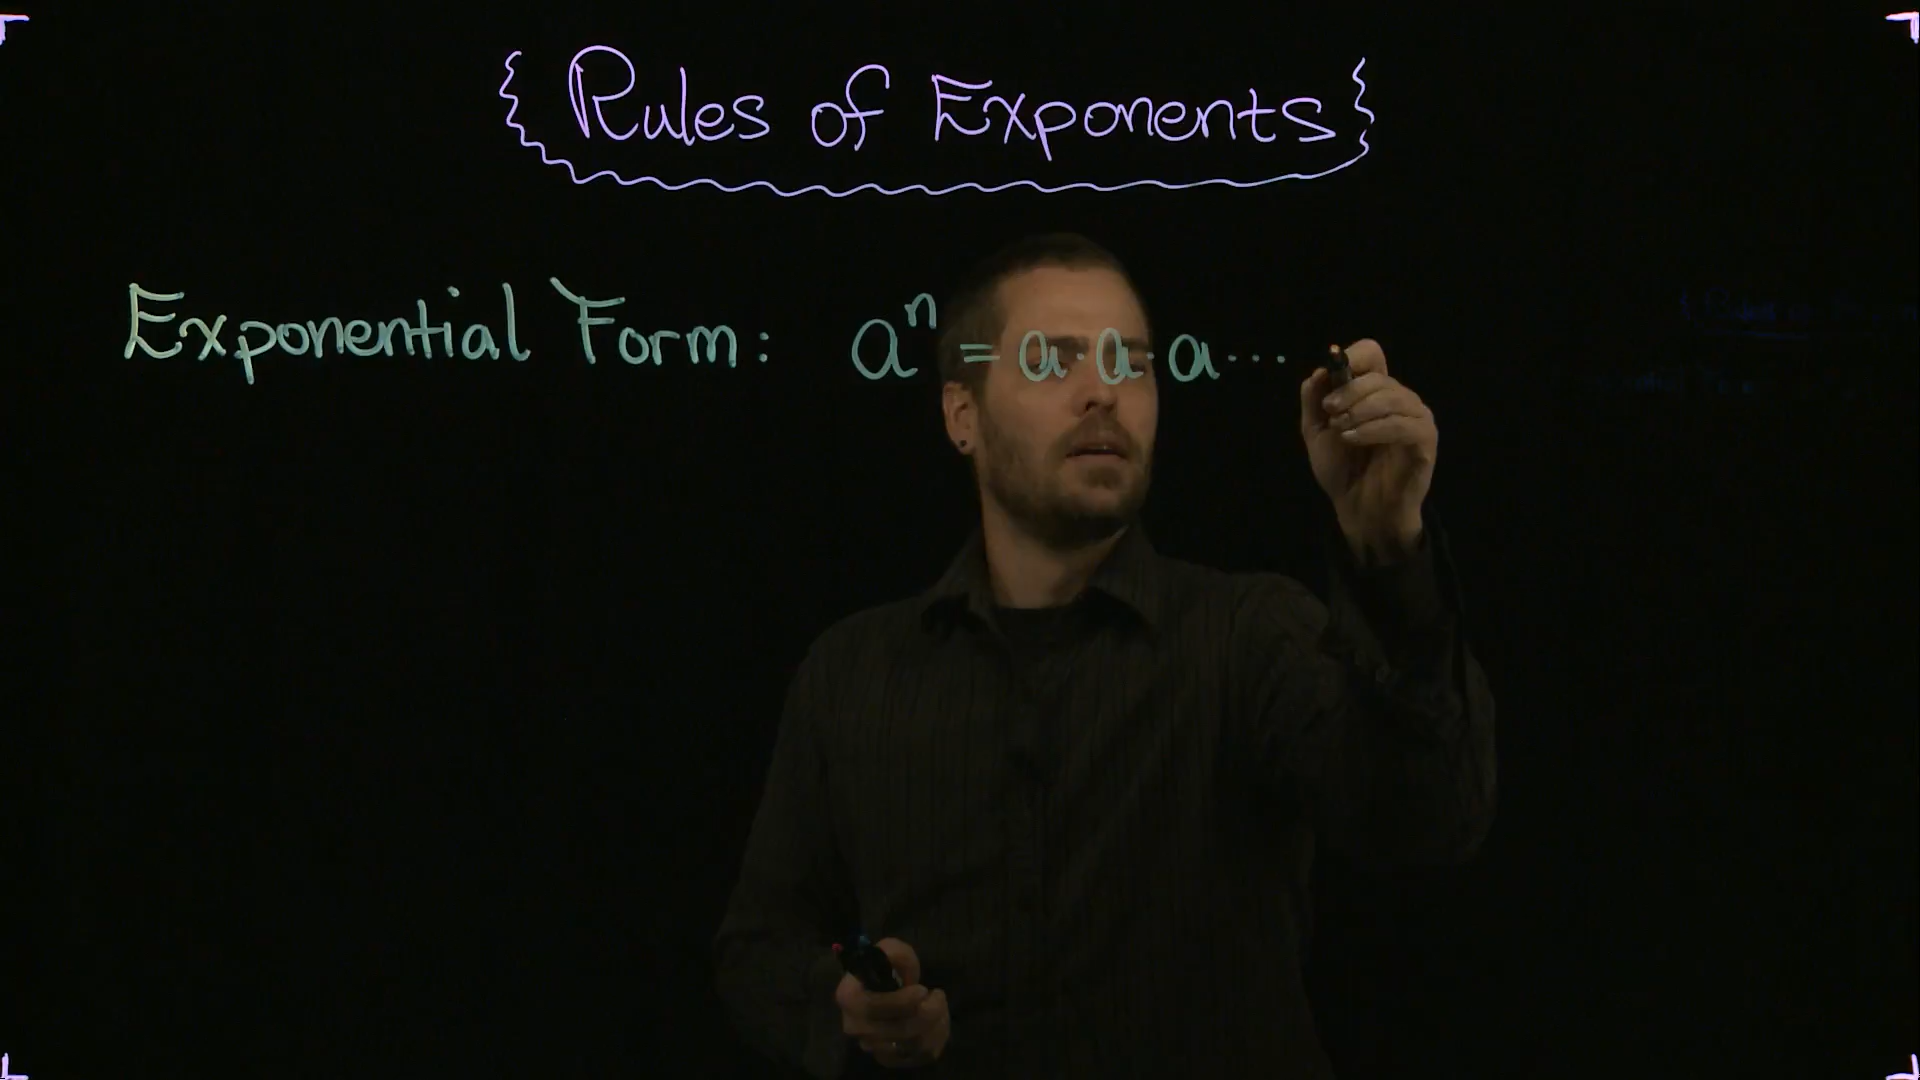 {Rules of Exponents}
Exponential Form: aⁿ = a·a·a···